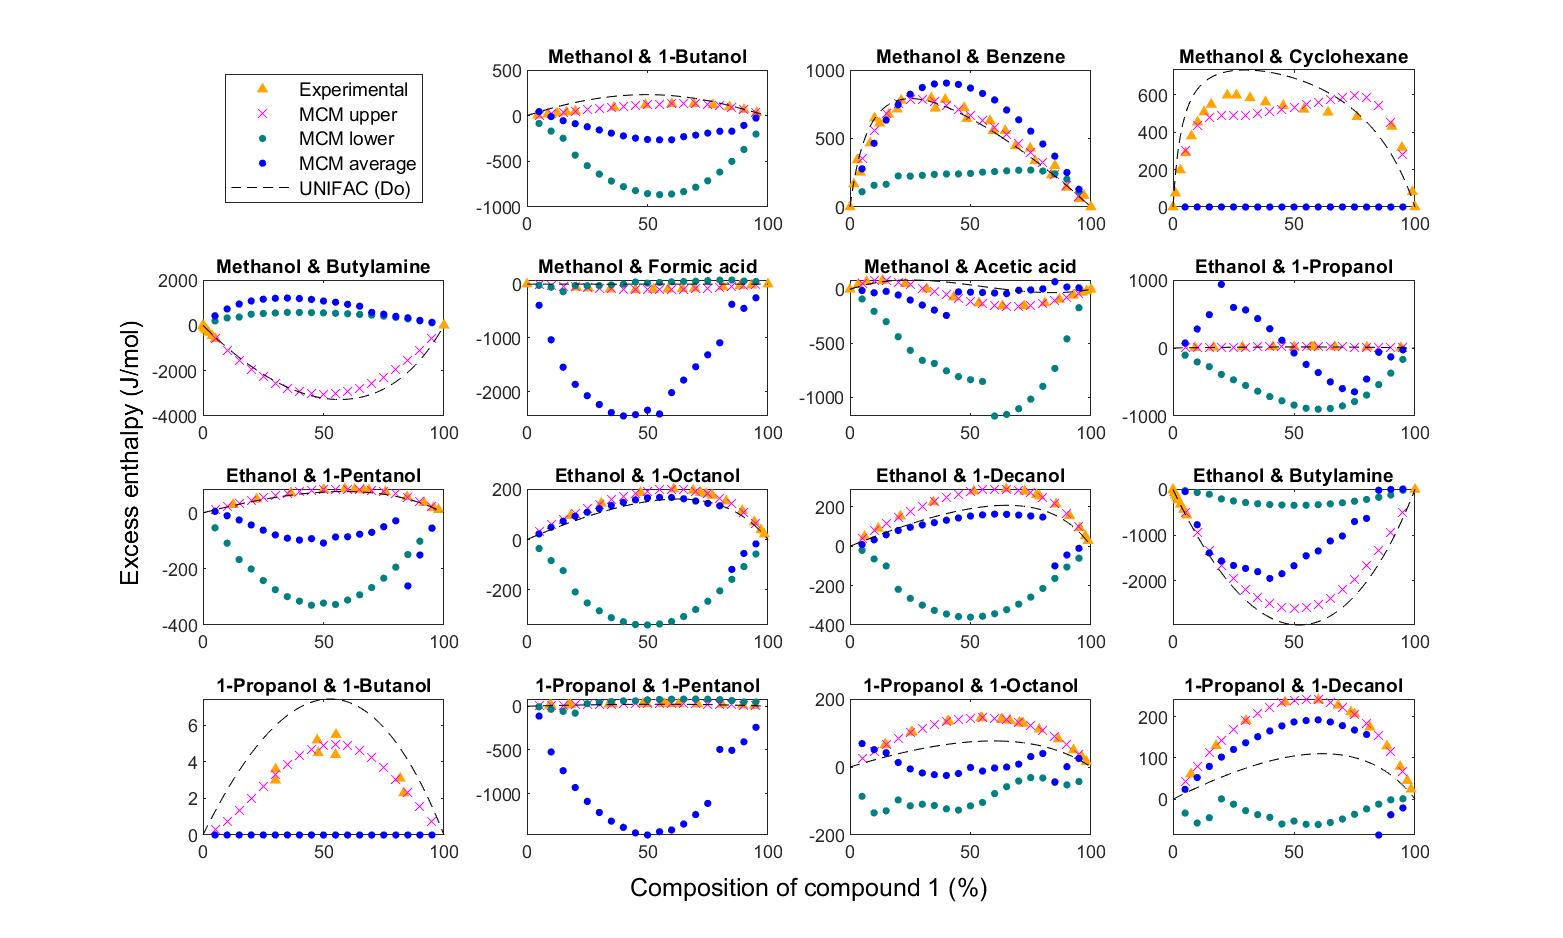 Methanol & 1-Butanol
Methanol & Benzene
Methanol & Cyclohexane
Experimental
MCM upper
MCM lower
MCM average
UNIFAC (Do)
500
0
-500
-1000
0 50 100
1000
500
0
0 50 100
600
400
200
0
0 50 100
Methanol & Butylamine
Methanol & Formic acid
Methanol & Acetic acid
Ethanol & 1-Propanol
2000
0
-2000
-4000
0 50 100
0
-1000
-2000
0 50 100
0
-500
-1000
0 50 100
1000
0
-1000
0 50 100
Excess enthalpy (J/mol)
Ethanol & 1-Pentanol
Ethanol & 1-Octanol
Ethanol & 1-Decanol
Ethanol & Butylamine
0
-200
-400
0 50 100
200
0
-200
0 50 100
200
0
-200
-400
0 50 100
0
-1000
-2000
0 50 100
1-Propanol & 1-Butanol
1-Propanol & 1-Pentanol
1-Propanol & 1-Octanol
1-Propanol & 1-Decanol
6
4
2
0
0 50 100
0
-500
-1000
0 50 100
200
0
-200
0 50 100
200
100
0
0 50 100
Composition of compound 1 (%)